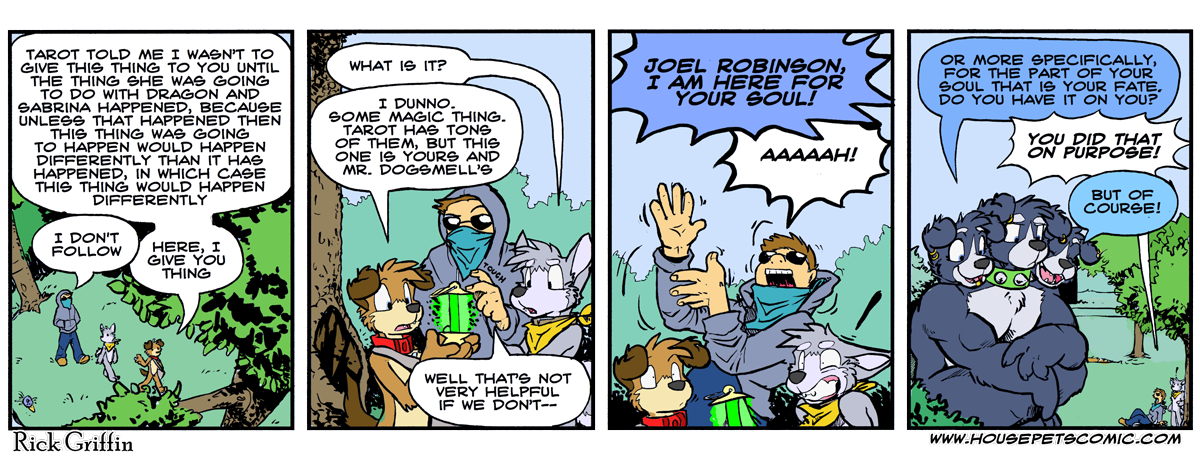 TAROT TOLD ME I WASN'T TO
GIVE THIS THING TO YOU UNTIL
THE THING SHE WAS GOING
TO DO WITH DRAGON AND
SABRINA HAPPENED, BECAUSE
UNLESS THAT HAPPENED THEN
THIS THING WAS GOING
TO HAPPEN WOULD HAPPEN
DIFFERENTLY THAN IT HAS
HAPPENED, IN WHICH CASE
THIS THING WOULD HAPPEN
DIFFERENTLY
I DON'T
FOLLOW
HERE, I
GIVE YOU
THING
WHAT IS IT?
I DUNNO.
SOME MAGIC THING.
TAROT HAS TONS
OF THEM, BUT THIS
ONE IS YOURS AND
MR. DOGSMELL'S
TOUCH
WELL THAT'S NOT
VERY HELPFUL
IF WE DON'T--
JOEL ROBINSON,
I AM HERE FOR
YOUR SOUL!
AAAAAH!
OR MORE SPECIFICALLY,
FOR THE PART OF YOUR
SOUL THAT IS YOUR FATE.
DO YOU HAVE IT ON YOU?
YOU DID THAT
ON PURPOSE!
BUT OF
COURSE!
Rick Griffin
WWW.HOUSEPETSCOMIC.COM